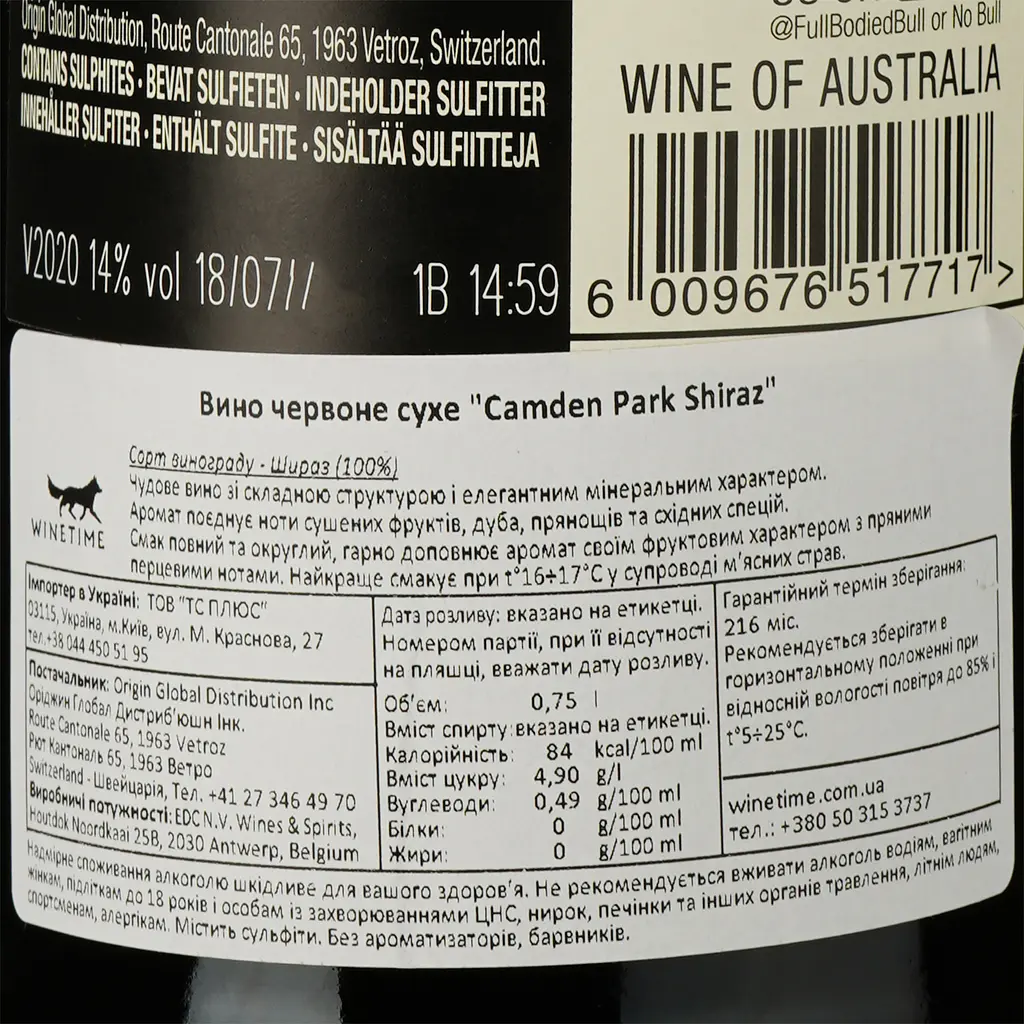 Origin Global Distribution, Route Cantonale 65, 1963 Vetroz, Switzerland.
CONTAINS SULPHITES · BEVAT SULFIETEN · INDEHOLDER SULFITTER
INNEHÅLLER SULFITER · ENTHÄLT SULFITE · SISÄLTÄÄ SULFIITTEJA
V2020 14% vol 18/07// 1B 14:59
@FullBodiedBull or No Bull
WINE OF AUSTRALIA
6 009676 517717 >
Вино червоне сухе "Camden Park Shiraz"
Сорт винограду - Шираз (100%)
Чудове вино зі складною структурою і елегантним мінеральним характером.
Аромат поєднує ноти сушених фруктів, дуба, прянощів та східних спецій.
Смак повний та округлий, гарно доповнює аромат своїм фруктовим характером з пряними
перцевими нотами. Найкраще смакує при t°16÷17°С у супроводі м'ясних страв.
WINETIME
Імпортер в Україні: ТОВ "ТС ПЛЮС"
03115, Україна, м.Київ, вул. М. Краснова, 27
тел.+38 044 450 51 95
Постачальник: Origin Global Distribution Inc
Оріджин Глобал Дистриб'юшн Інк.
Route Cantonale 65, 1963 Vetroz
Рют Кантональ 65, 1963 Ветро
Switzerland - Швейцарія, Тел. +41 27 346 49 70
Виробничі потужності: EDC N.V. Wines & Spirits,
Houtdok Noordkaai 25B, 2030 Antwerp, Belgium
Дата розливу: вказано на етикетці.
Номером партії, при її відсутності
на пляшці, вважати дату розливу.
Об'єм: 0,75 l
Вміст спирту:вказано на етикетці.
Калорійність: 84 kcal/100 ml
Вміст цукру: 4,90 g/l
Вуглеводи: 0,49 g/100 ml
Білки: 0 g/100 ml
Жири: 0 g/100 ml
Гарантійний термін зберігання:
216 міс.
Рекомендується зберігати в
горизонтальному положенні при
відносній вологості повітря до 85% і
t°5÷25°С.
winetime.com.ua
тел.: +380 50 315 3737
Надмірне споживання алкоголю шкідливе для вашого здоров'я. Не рекомендується вживати алкоголь водіям, вагітним
жінкам, підліткам до 18 років і особам із захворюваннями ЦНС, нирок, печінки та інших органів травлення, літнім людям,
спортсменам, алергікам. Містить сульфіти. Без ароматизаторів, барвників.